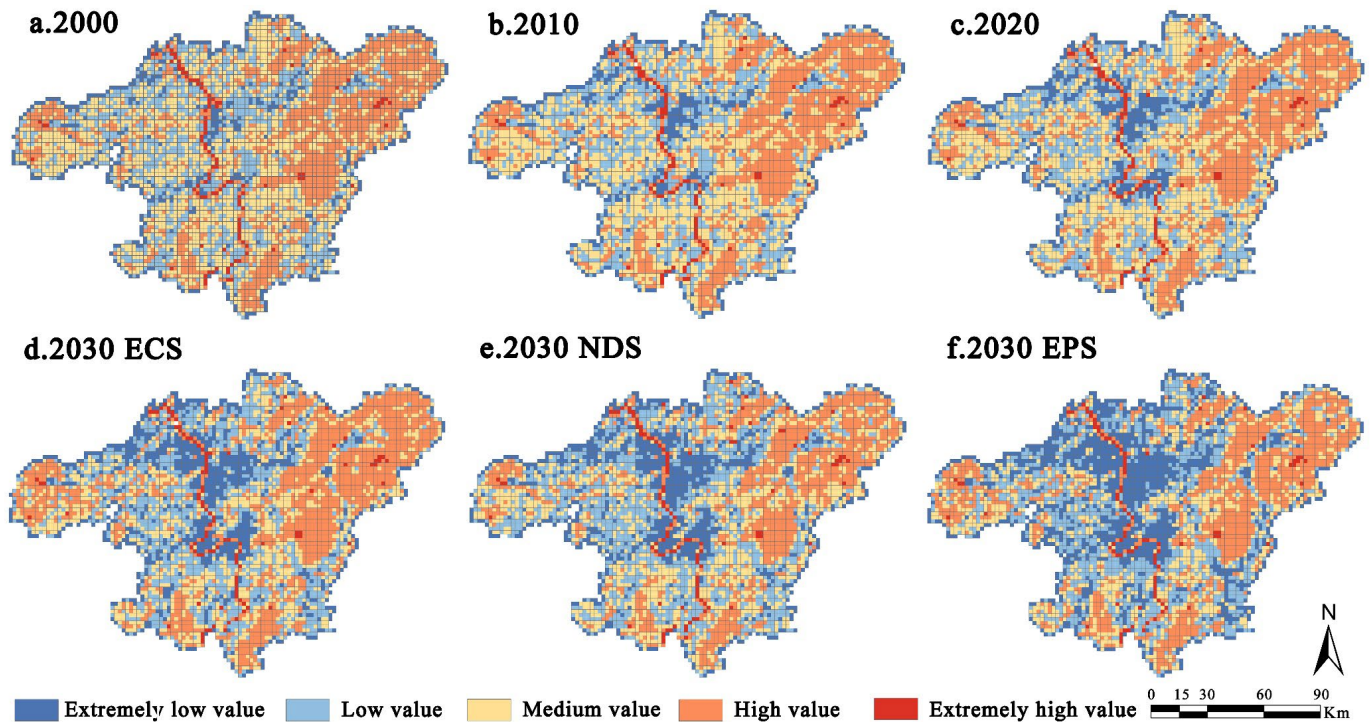 a.2000
b.2010
c.2020
d.2030 ECS
e.2030 NDS
f.2030 EPS
N
Extremely low value
Low value
Medium value
High value
Extremely high value
0 15 30 60 90
Km